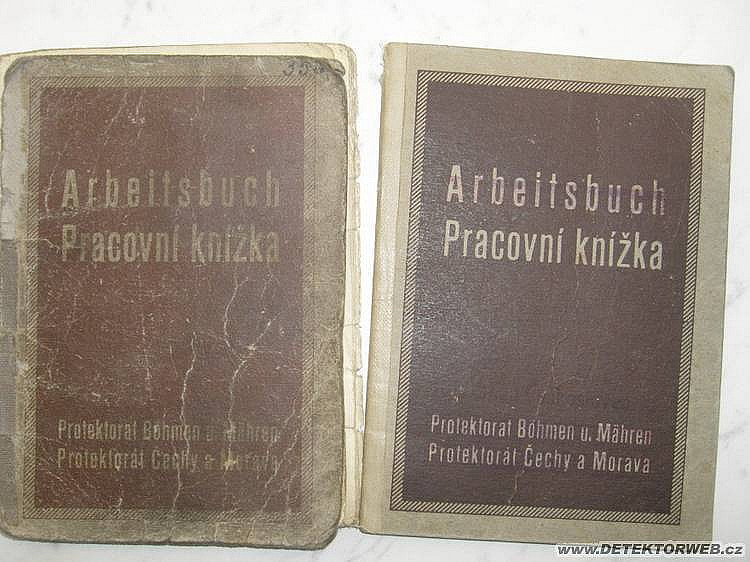 Arbeitsbuch
Pracovní knížka
Protektorat Böhmen u. Mähren
Protektorát Čechy a Morava
Arbeitsbuch
Pracovní knížka
Protektorat Böhmen u. Mähren
Protektorát Čechy a Morava
www.DETEKTORWEB.cz